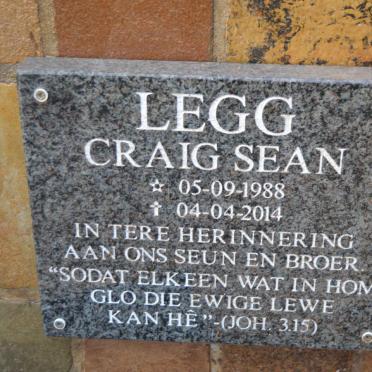 LEGG
CRAIG SEAN
☆ 05-09-1988
✝ 04-04-2014
IN TERE HERINNERING
AAN ONS SEUN EN BROER.
"SODAT ELKEEN WAT IN HOM
GLO DIE EWIGE LEWE
KAN HÊ"-(JOH. 3.15)